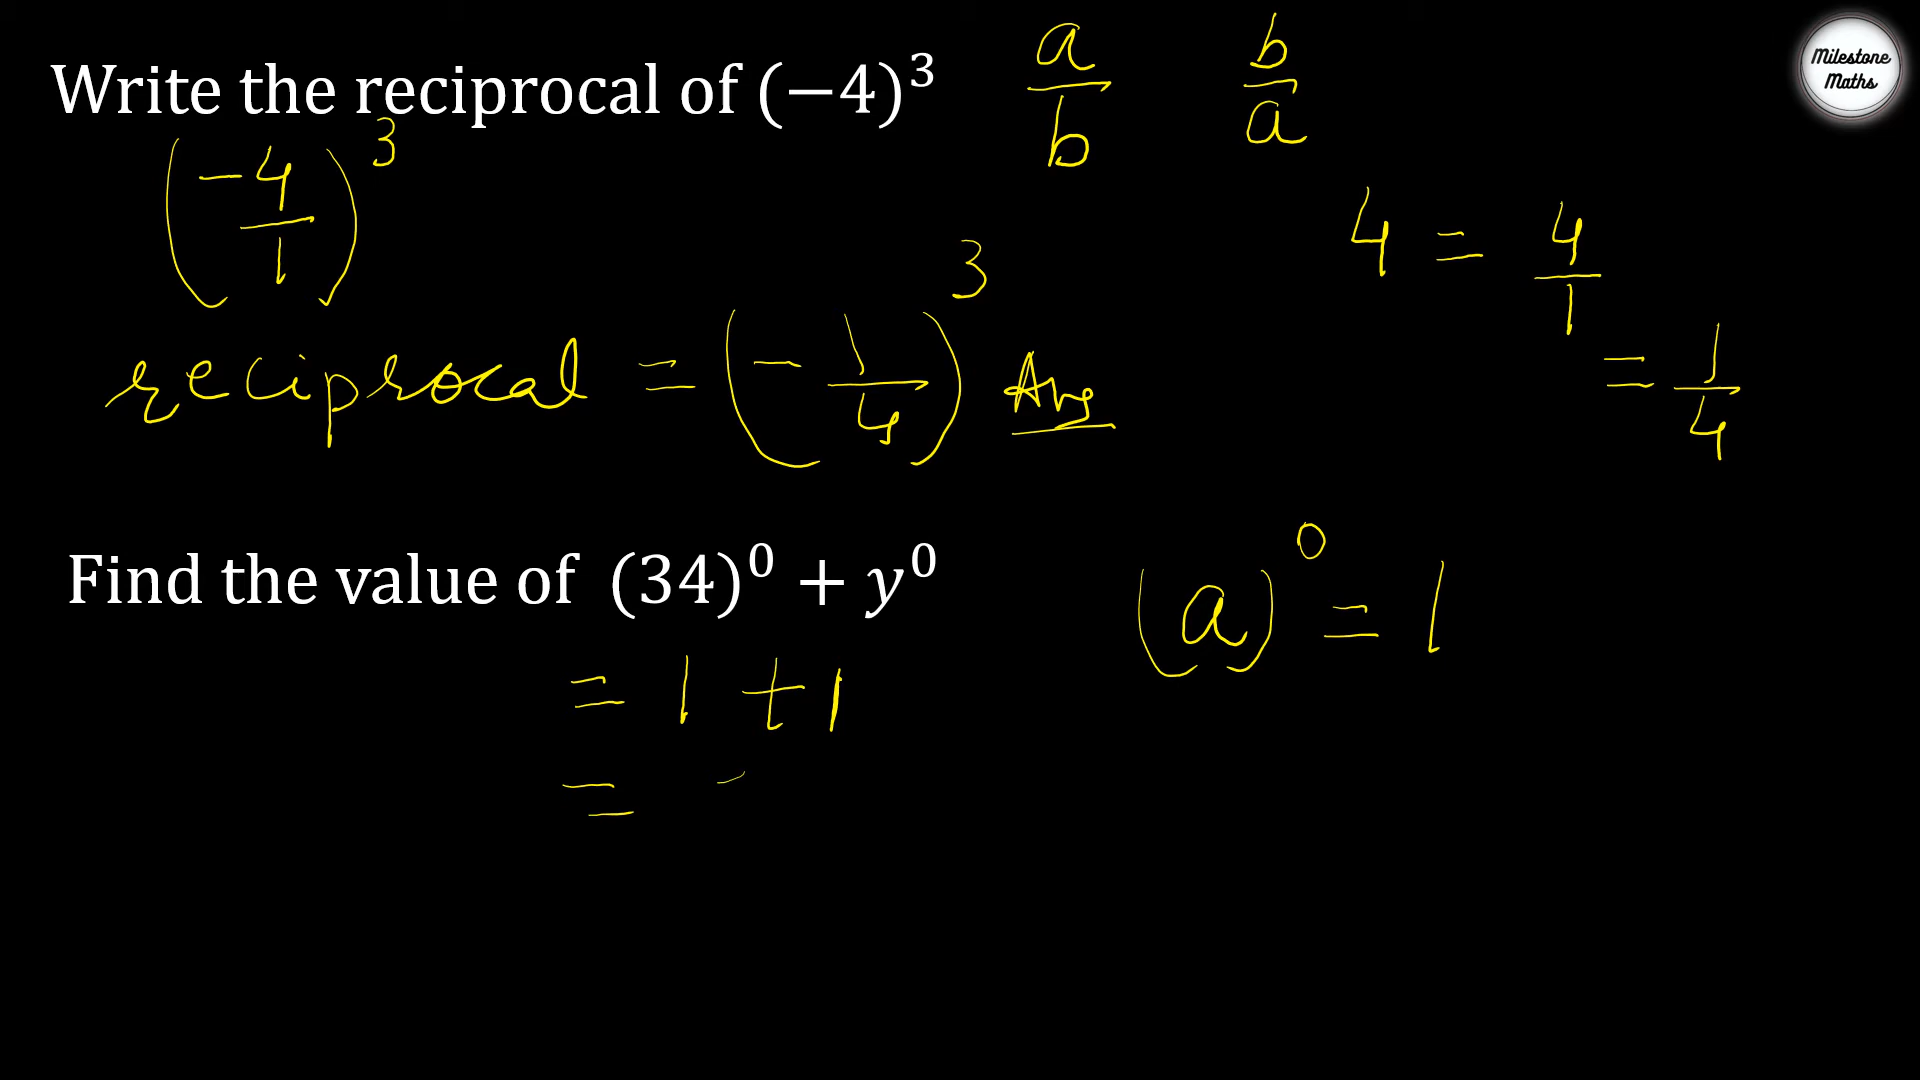 Write the reciprocal of (−4)³
a/b b/a
Milestone
Maths
(-4/1)³
4 = 4/1
= 1/4
reciprocal = (-1/4)³ Ans
Find the value of (34)⁰ + y⁰
(a)⁰ = 1
= 1 + 1
=